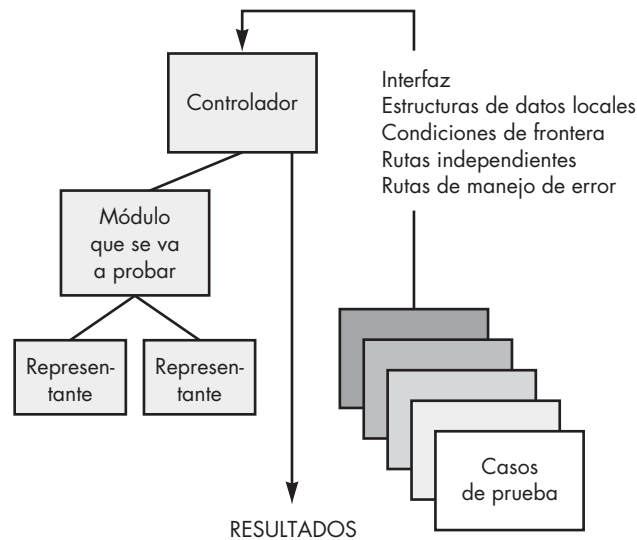 Controlador
Interfaz
Estructuras de datos locales
Condiciones de frontera
Rutas independientes
Rutas de manejo de error
Módulo
que se va
a probar
Represen-
tante
Represen-
tante
Casos
de prueba
RESULTADOS